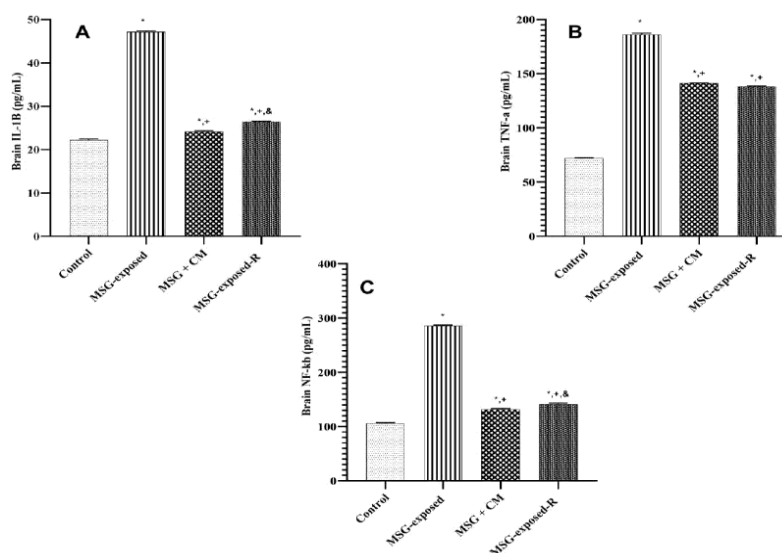 A
Brain IL-1B (pg/mL)
50
40
30
20
10
0
*
*,+
*,+,&
Control
MSG-exposed
MSG + CM
MSG-exposed-R
B
Brain TNF-a (pg/mL)
200
150
100
50
0
*
*,+
*,+
Control
MSG-exposed
MSG + CM
MSG-exposed-R
C
Brain NF-kb (pg/mL)
400
300
200
100
0
*
*,+
*,+,&
Control
MSG-exposed
MSG + CM
MSG-exposed-R